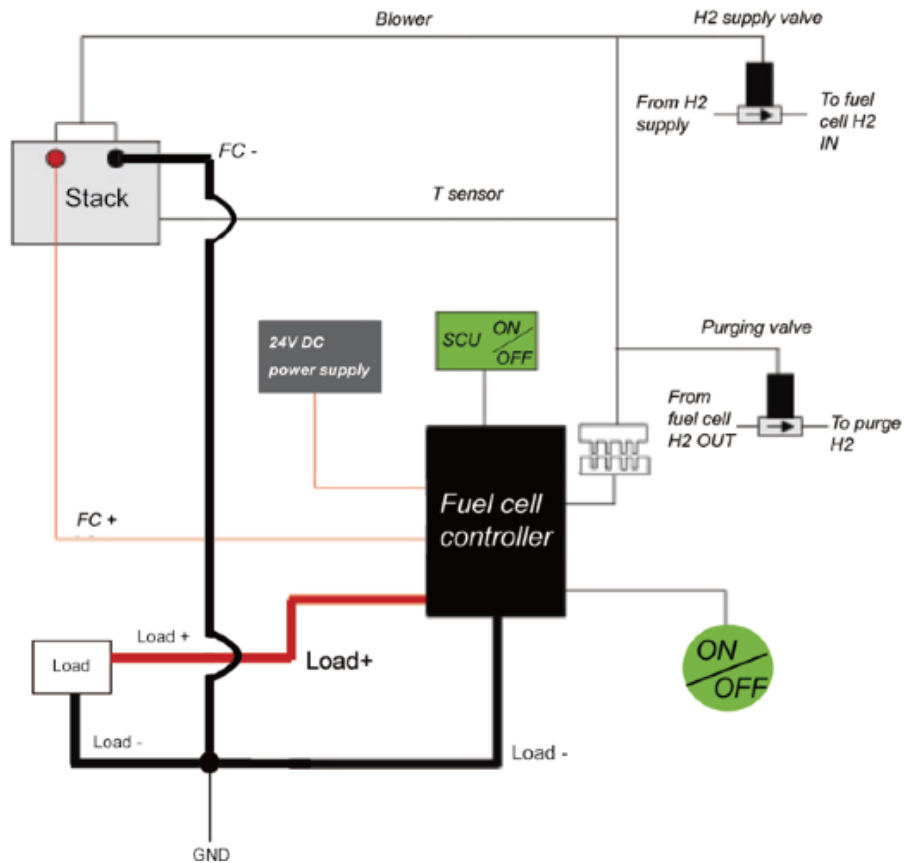 Blower
H2 supply valve
From H2
supply
To fuel
cell H2
IN
FC -
Stack
T sensor
24V DC
power supply
SCU ON
OFF
Purging valve
From
fuel cell
H2 OUT
To purge
H2
Fuel cell
controller
FC +
Load +
Load+
Load
ON
OFF
Load -
Load -
GND